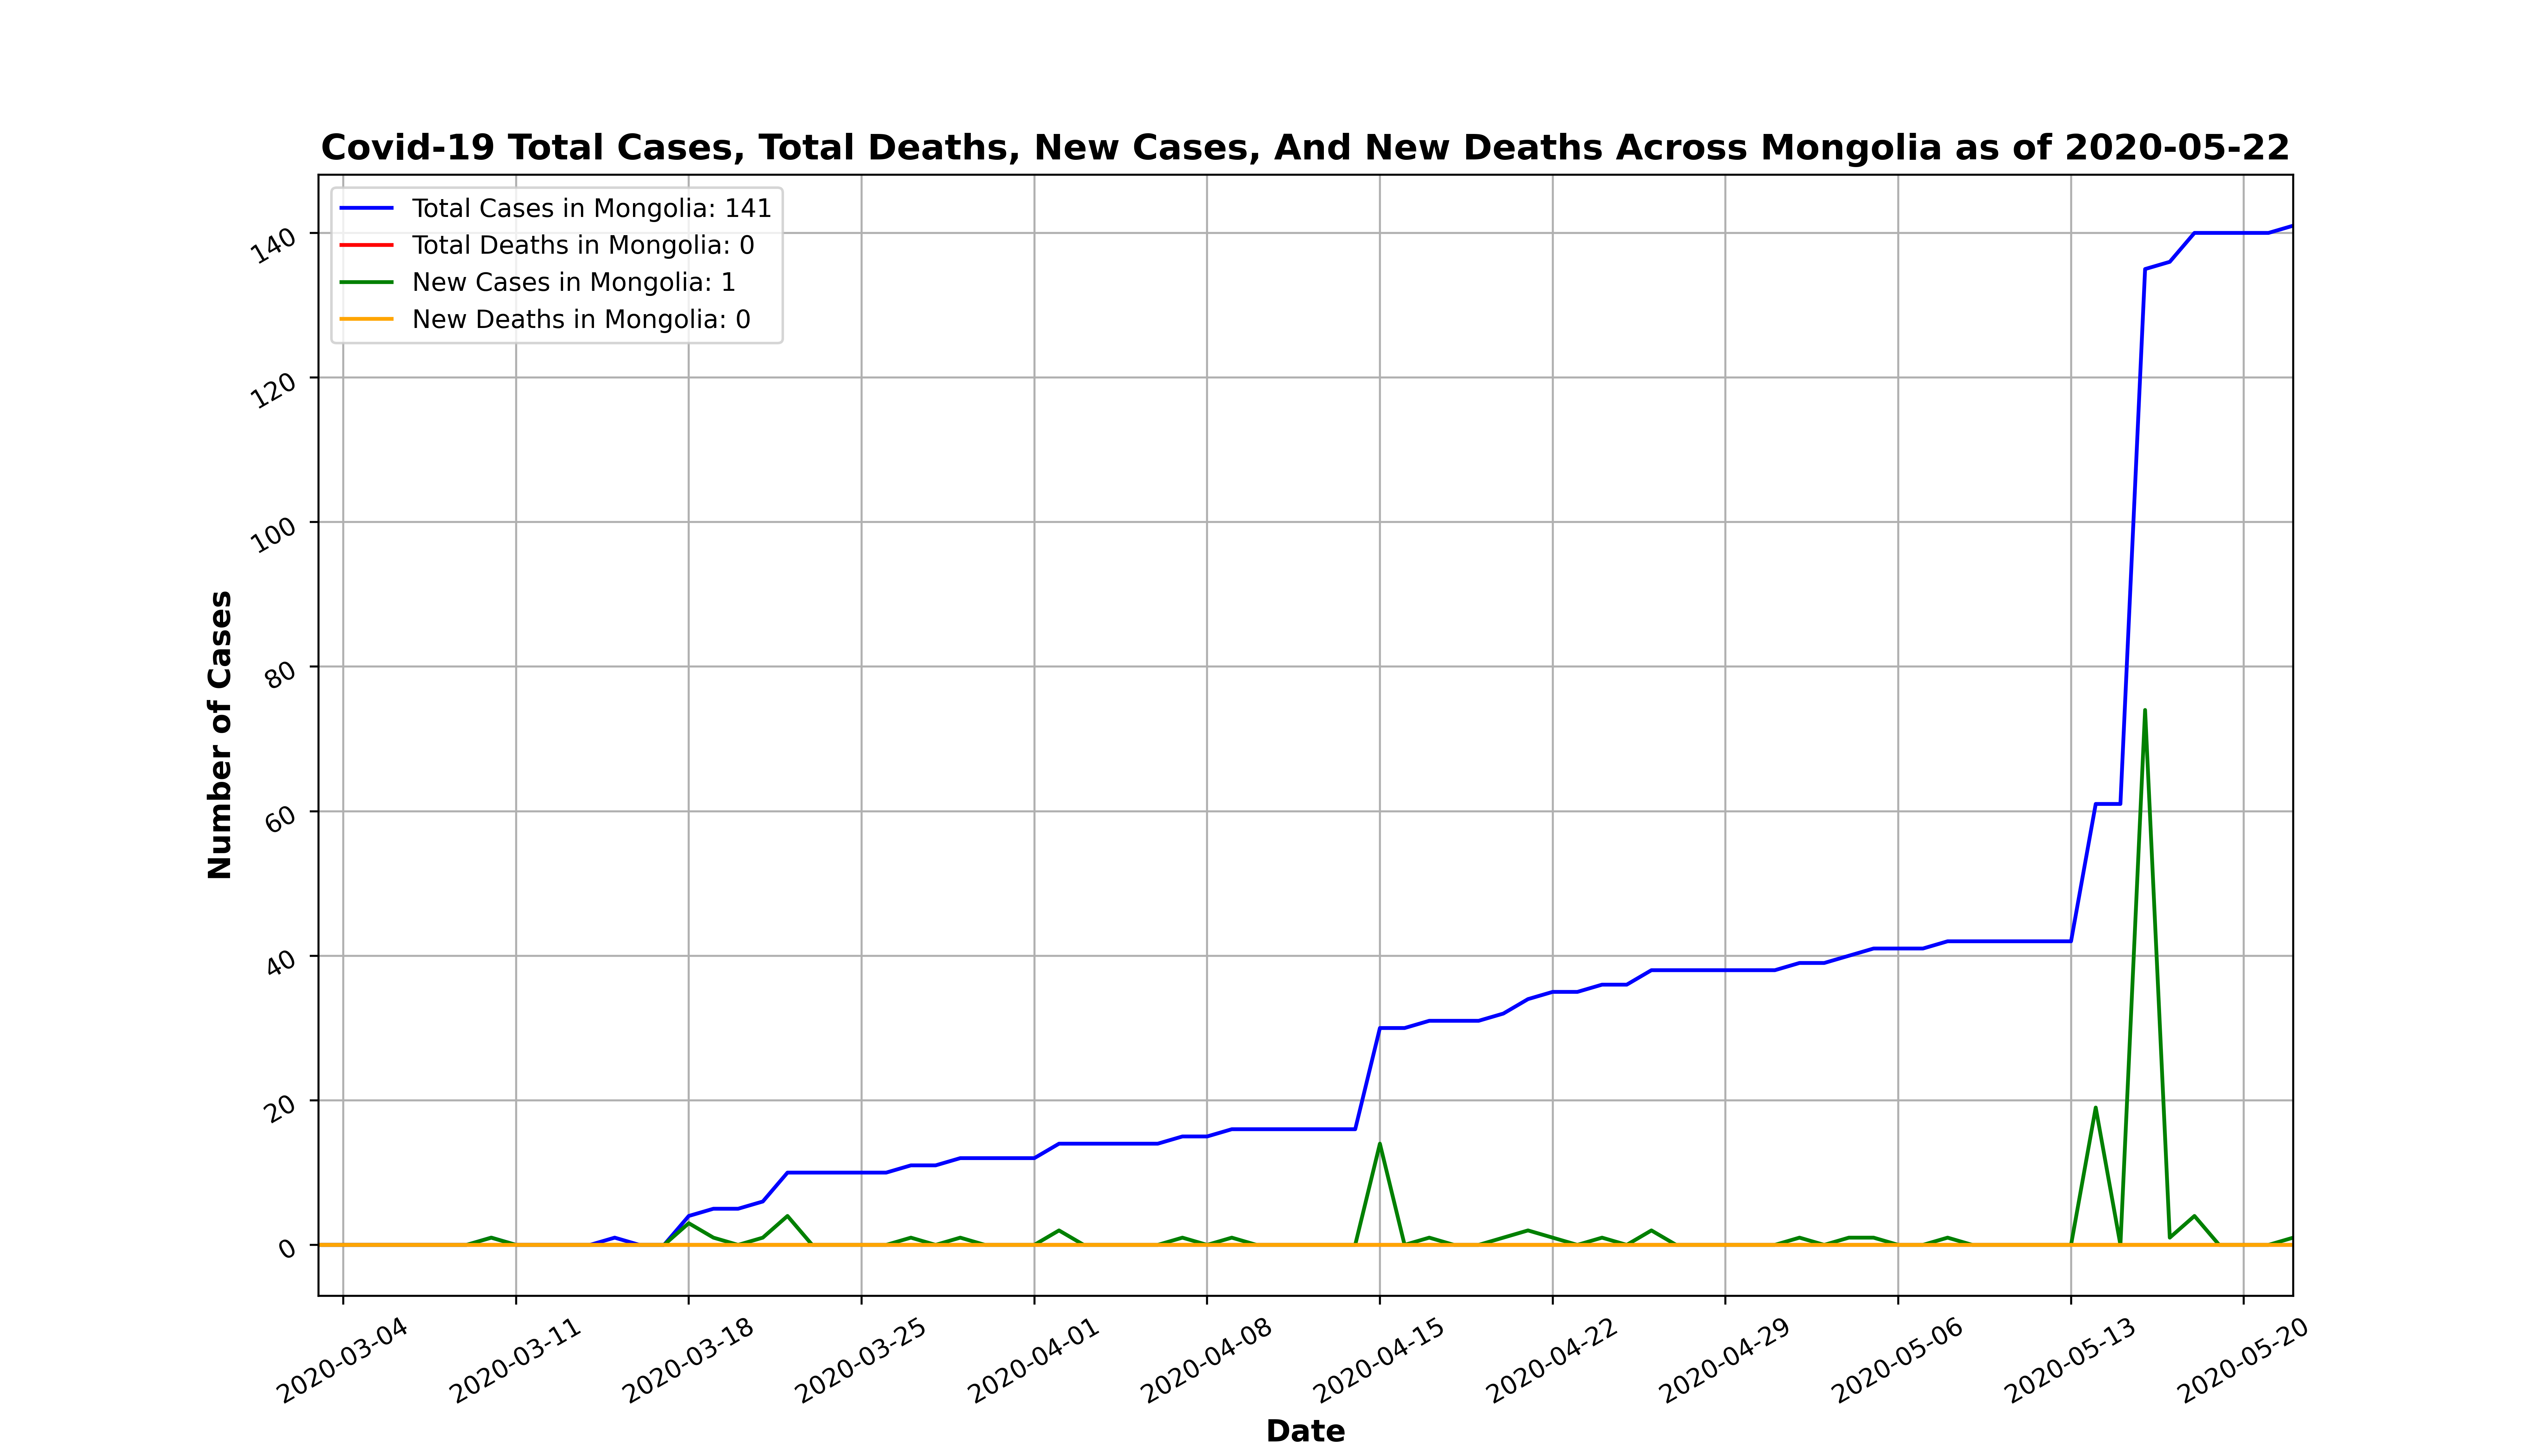 Covid-19 Total Cases, Total Deaths, New Cases, And New Deaths Across Mongolia as of 2020-05-22
Total Cases in Mongolia: 141
Total Deaths in Mongolia: 0
New Cases in Mongolia: 1
New Deaths in Mongolia: 0
Number of Cases
140
120
100
80
60
40
20
0
2020-03-04
2020-03-11
2020-03-18
2020-03-25
2020-04-01
2020-04-08
2020-04-15
2020-04-22
2020-04-29
2020-05-06
2020-05-13
2020-05-20
Date